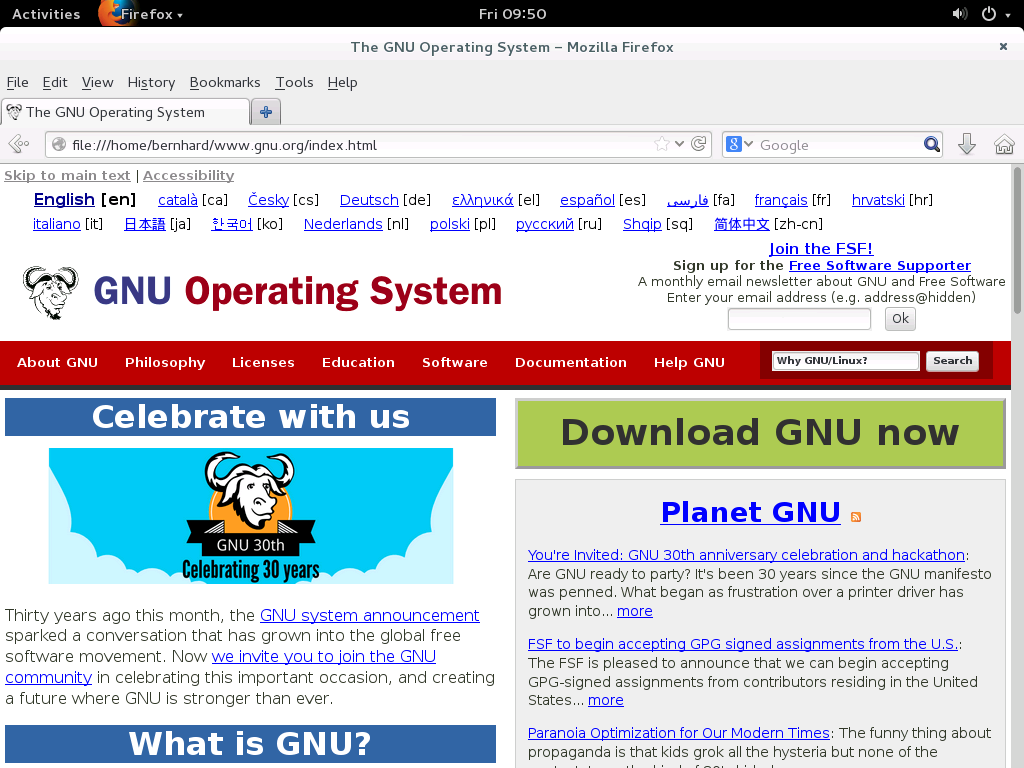 Activities Firefox Fri 09:50
The GNU Operating System – Mozilla Firefox
File Edit View History Bookmarks Tools Help
The GNU Operating System
file:///home/bernhard/www.gnu.org/index.html Google
Skip to main text | Accessibility
English [en] català [ca] Česky [cs] Deutsch [de] ελληνικά [el] español [es] فارسی [fa] français [fr] hrvatski [hr]
italiano [it] 日本語 [ja] 한국어 [ko] Nederlands [nl] polski [pl] русский [ru] Shqip [sq] 简体中文 [zh-cn]
Join the FSF!
Sign up for the Free Software Supporter
A monthly email newsletter about GNU and Free Software
Enter your email address (e.g. address@hidden)
Ok
GNU Operating System
About GNU Philosophy Licenses Education Software Documentation Help GNU Why GNU/Linux? Search
Celebrate with us
GNU 30th
Celebrating 30 years
Thirty years ago this month, the GNU system announcement
sparked a conversation that has grown into the global free
software movement. Now we invite you to join the GNU
community in celebrating this important occasion, and creating
a future where GNU is stronger than ever.
What is GNU?
Download GNU now
Planet GNU
You're Invited: GNU 30th anniversary celebration and hackathon:
Are GNU ready to party? It's been 30 years since the GNU manifesto
was penned. What began as frustration over a printer driver has
grown into... more
FSF to begin accepting GPG signed assignments from the U.S.:
The FSF is pleased to announce that we can begin accepting
GPG-signed assignments from contributors residing in the United
States... more
Paranoia Optimization for Our Modern Times: The funny thing about
propaganda is that kids grok all the hysteria but none of the